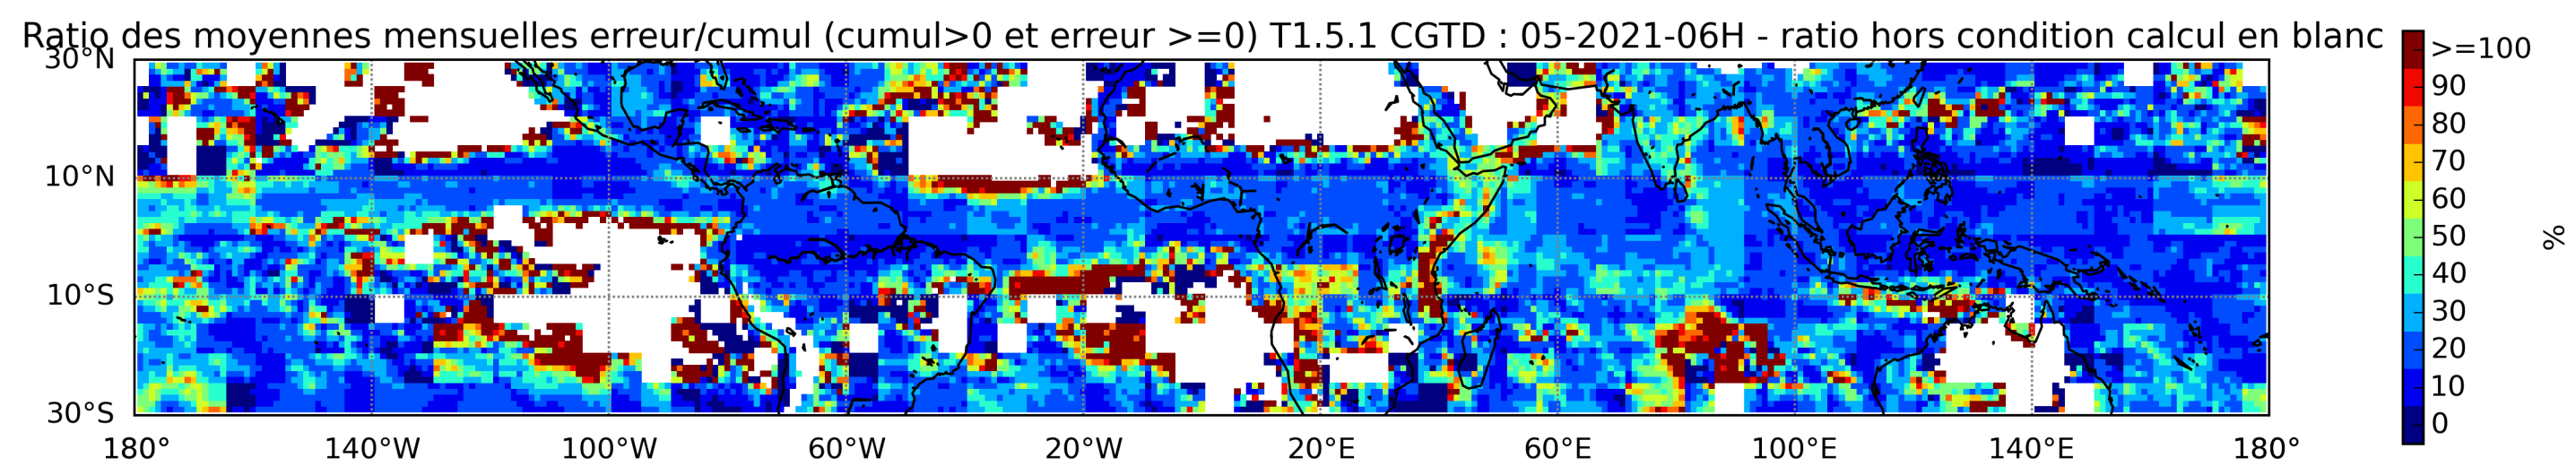 Ratio des moyennes mensuelles erreur/cumul (cumul>0 et erreur >=0) T1.5.1 CGTD : 05-2021-06H - ratio hors condition calcul en blanc
30°N
10°N
10°S
30°S
180°
140°W
100°W
60°W
20°W
20°E
60°E
100°E
140°E
180°
>=100
90
80
70
60
50
40
30
20
10
0
%